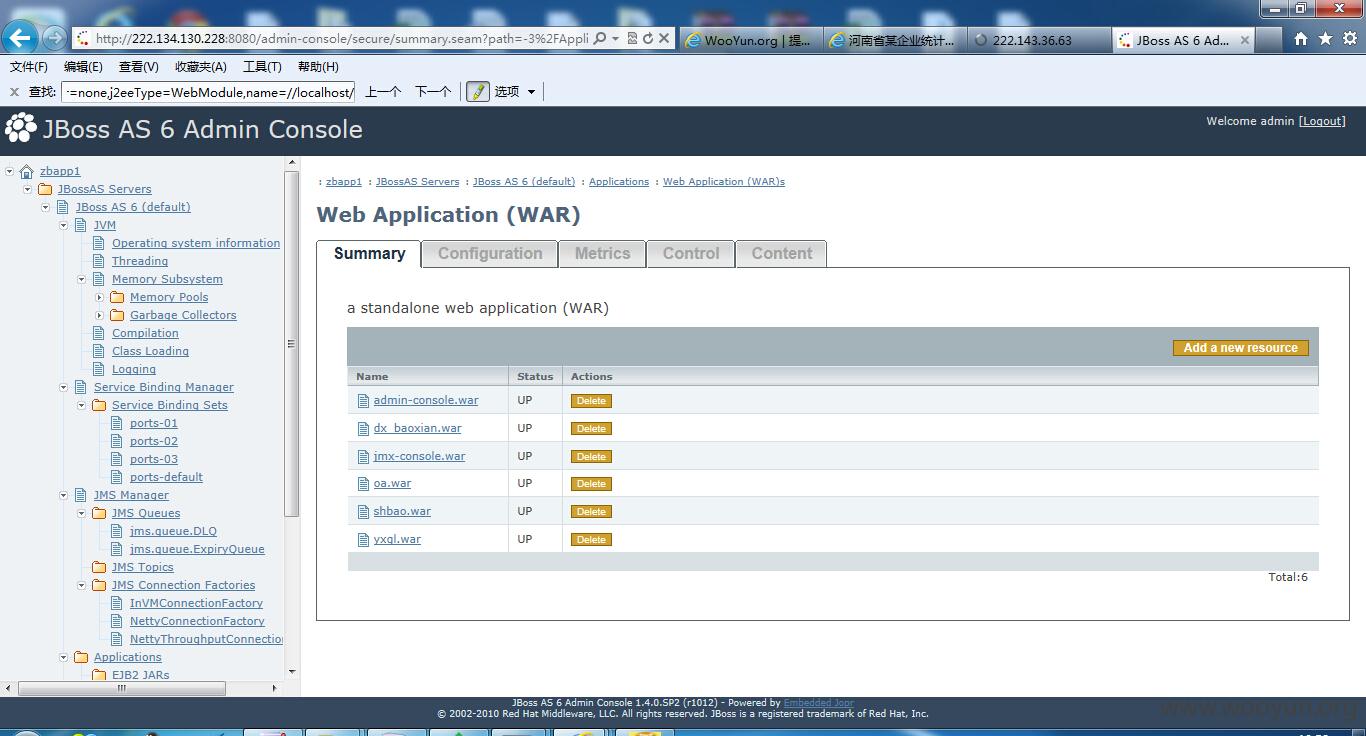 http://222.134.130.228:8080/admin-console/secure/summary.seam?path=-3%2FAppli
WooYun.org | 提...
河南省某企业统计...
222.143.36.63
JBoss AS 6 Ad...
文件(F) 编辑(E) 查看(V) 收藏夹(A) 工具(T) 帮助(H)
查找: =none,j2eeType=WebModule,name=//localhost/ 上一个 下一个 选项
JBoss AS 6 Admin Console
Welcome admin [Logout]
zbapp1
JBossAS Servers
JBoss AS 6 (default)
JVM
Operating system information
Threading
Memory Subsystem
Memory Pools
Garbage Collectors
Compilation
Class Loading
Logging
Service Binding Manager
Service Binding Sets
ports-01
ports-02
ports-03
ports-default
JMS Manager
JMS Queues
jms.queue.DLQ
jms.queue.ExpiryQueue
JMS Topics
JMS Connection Factories
InVMConnectionFactory
NettyConnectionFactory
NettyThroughputConnectio
Applications
EJB2 JARs
: zbapp1 : JBossAS Servers : JBoss AS 6 (default) : Applications : Web Application (WAR)s
Web Application (WAR)
Summary Configuration Metrics Control Content
a standalone web application (WAR)
Add a new resource
Name Status Actions
admin-console.war UP Delete
dx_baoxian.war UP Delete
jmx-console.war UP Delete
oa.war UP Delete
shbao.war UP Delete
yxgl.war UP Delete
Total:6
JBoss AS 6 Admin Console 1.4.0.SP2 (r1012) - Powered by Embedded Jopr
© 2002-2010 Red Hat Middleware, LLC. All rights reserved. JBoss is a registered trademark of Red Hat, Inc.
www.wooyun.org